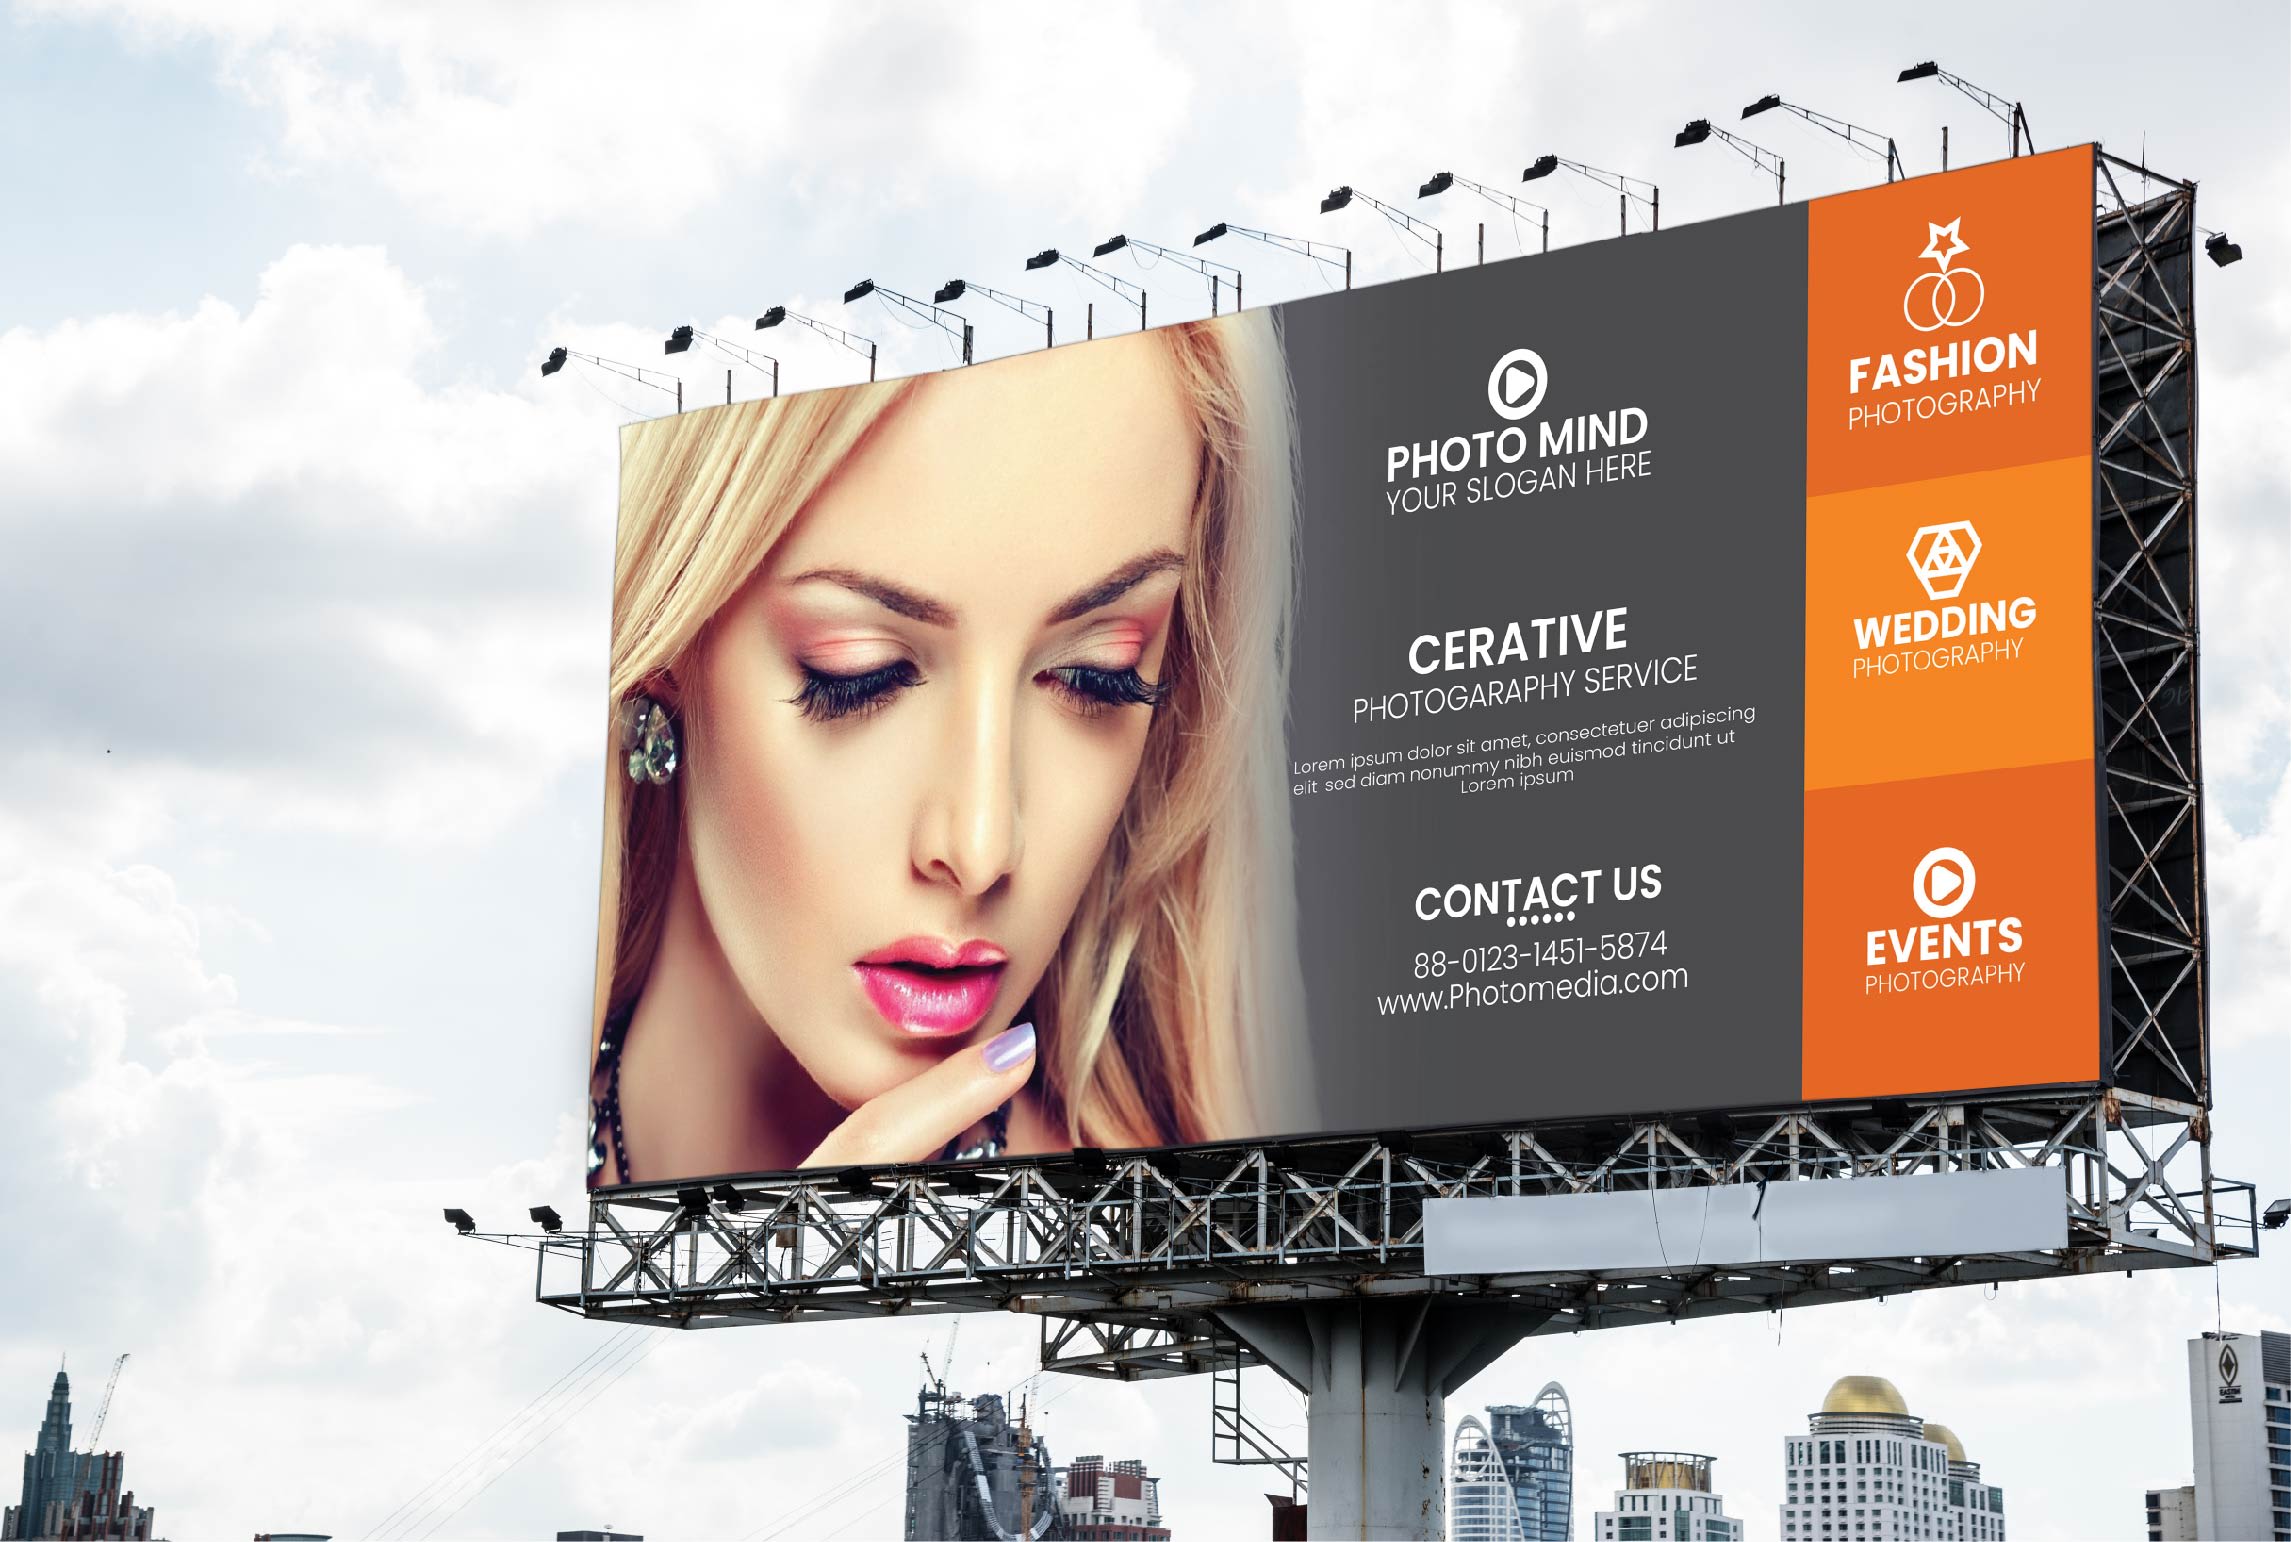 PHOTO MIND
YOUR SLOGAN HERE
CERATIVE
PHOTOGARAPHY SERVICE
Lorem ipsum dolor sit amet, consectetuer adipiscing
elit sed diam nonummy nibh euismod tincidunt ut
Lorem ipsum
CONTACT US
88-0123-1451-5874
www.Photomedia.com
FASHION
PHOTOGRAPHY
WEDDING
PHOTOGRAPHY
EVENTS
PHOTOGRAPHY
EASTIN